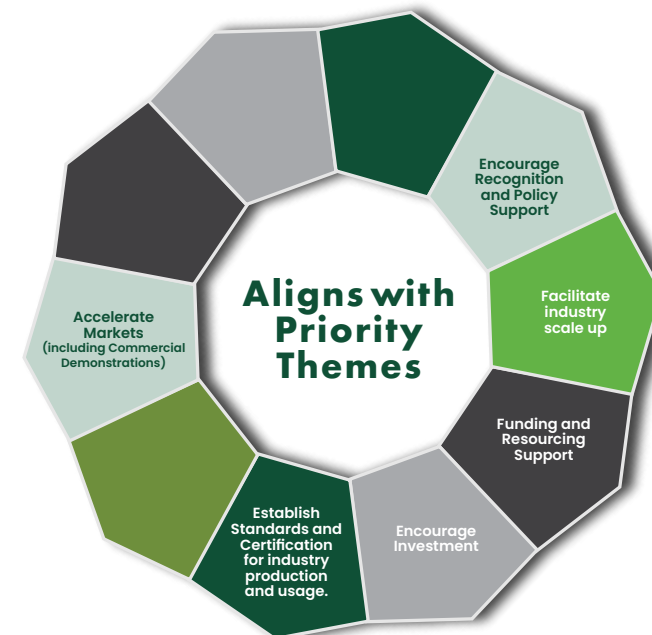 Aligns with
Priority
Themes
Encourage
Recognition
and Policy
Support
Facilitate
industry
scale up
Funding and
Resourcing
Support
Encourage
Investment
Establish
Standards and
Certification
for industry
production
and usage.
Accelerate
Markets
(including Commercial
Demonstrations)